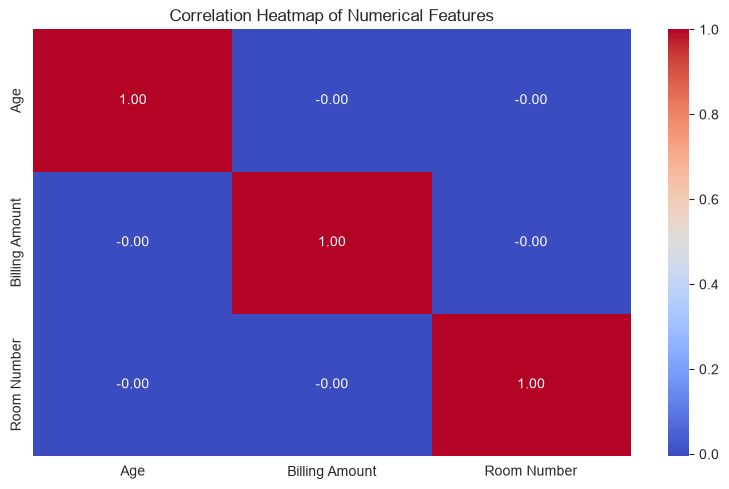 Correlation Heatmap of Numerical Features
Age
1.00
-0.00
-0.00
Billing Amount
-0.00
1.00
-0.00
Room Number
-0.00
-0.00
1.00
Age
Billing Amount
Room Number
1.0
0.8
0.6
0.4
0.2
0.0